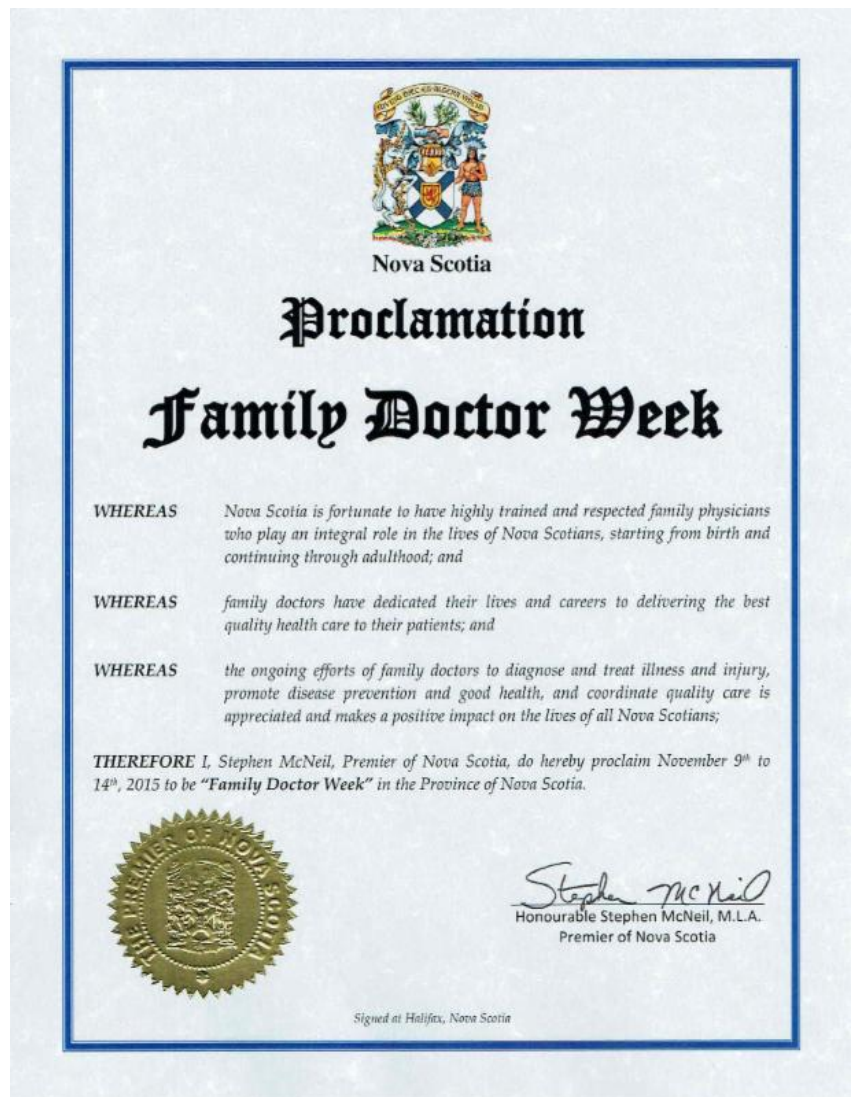 MUNIT HAEC ET ALTERA VINCIT
Nova Scotia
Proclamation
Family Doctor Week
WHEREAS Nova Scotia is fortunate to have highly trained and respected family physicians
who play an integral role in the lives of Nova Scotians, starting from birth and
continuing through adulthood; and
WHEREAS family doctors have dedicated their lives and careers to delivering the best
quality health care to their patients; and
WHEREAS the ongoing efforts of family doctors to diagnose and treat illness and injury,
promote disease prevention and good health, and coordinate quality care is
appreciated and makes a positive impact on the lives of all Nova Scotians;
THEREFORE I, Stephen McNeil, Premier of Nova Scotia, do hereby proclaim November 9th to
14th, 2015 to be “Family Doctor Week” in the Province of Nova Scotia.
THE PREMIER OF NOVA SCOTIA
Stephen McNeil
Honourable Stephen McNeil, M.L.A.
Premier of Nova Scotia
Signed at Halifax, Nova Scotia